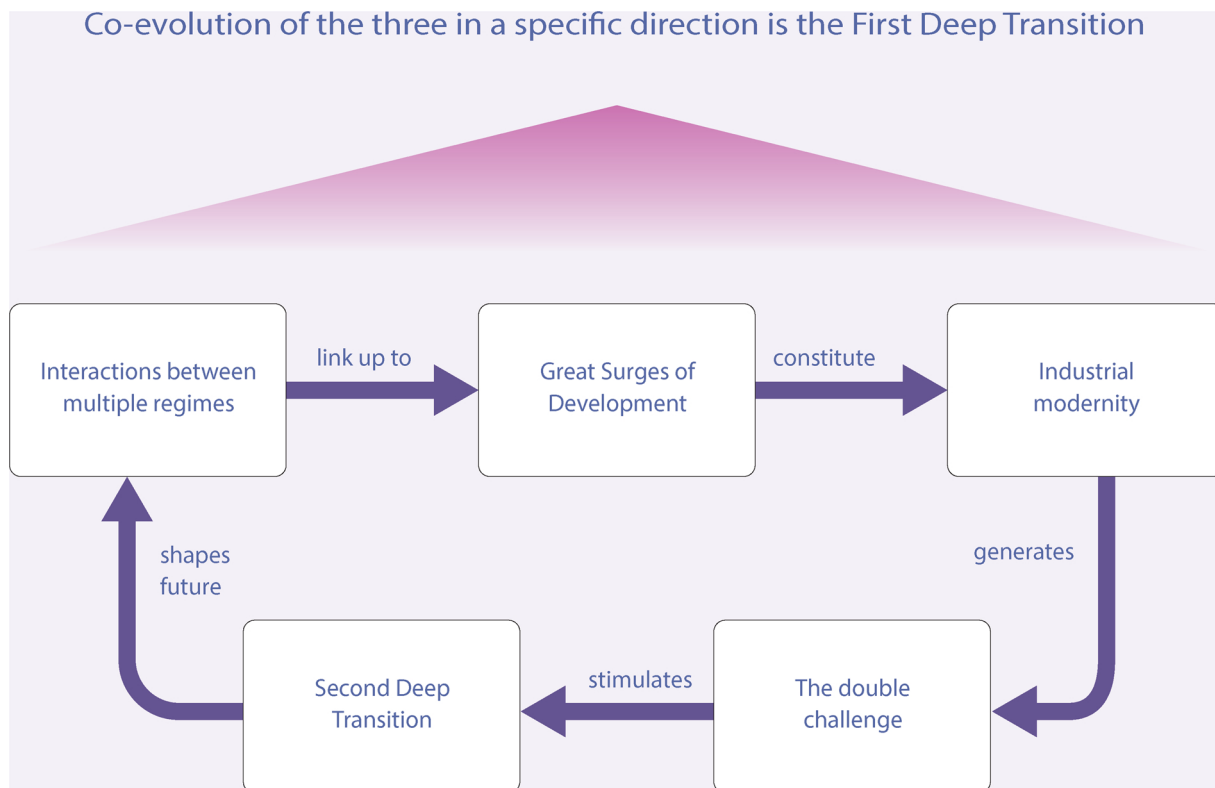 Co-evolution of the three in a specific direction is the First Deep Transition
Interactions between
multiple regimes
link up to
Great Surges of
Development
constitute
Industrial
modernity
generates
The double
challenge
stimulates
Second Deep
Transition
shapes
future